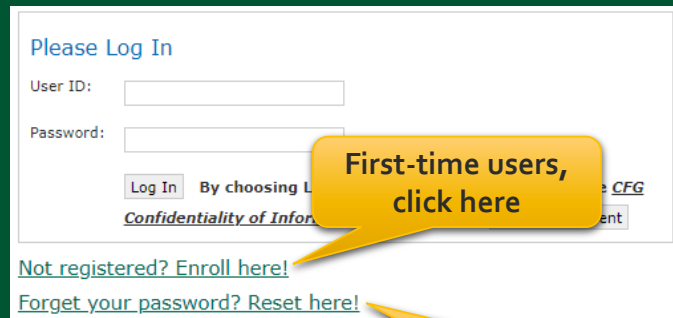 Please Log In
User ID:
Password:
First-time users,
click here
Log In By choosing L e CFG
Confidentiality of Infor ent
Not registered? Enroll here!
Forget your password? Reset here!